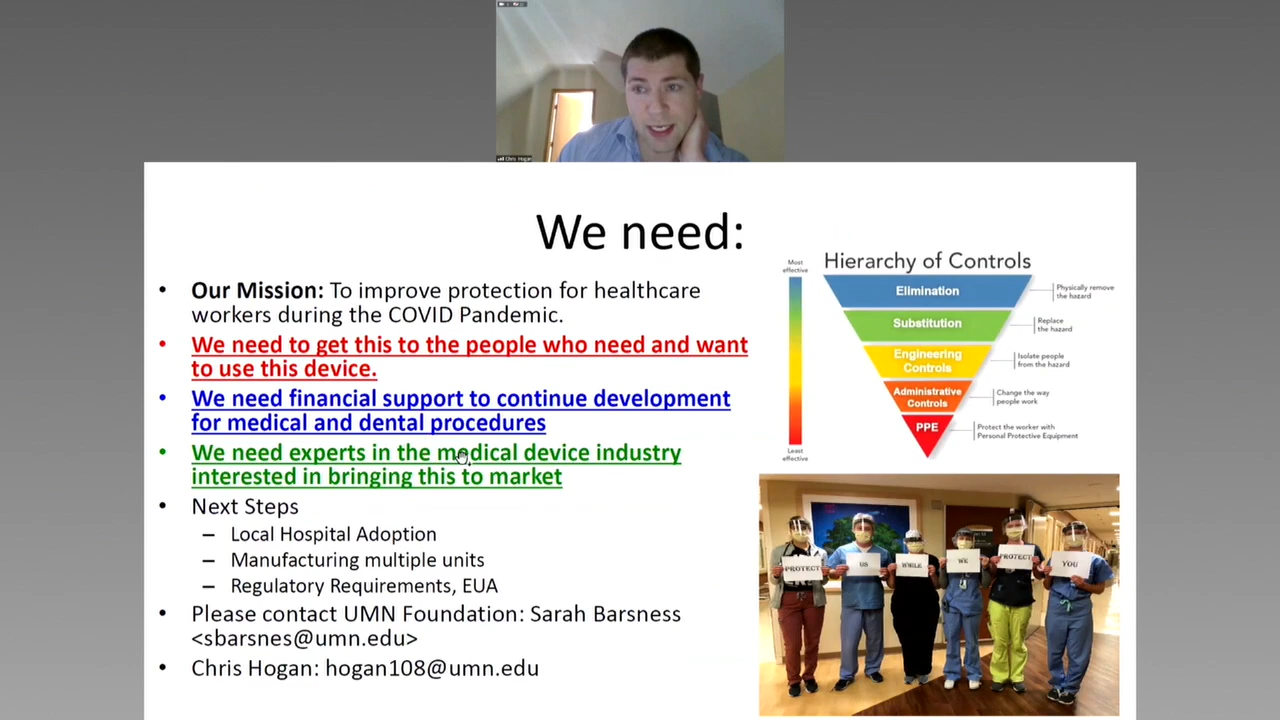 Chris Hogan
We need:
• Our Mission: To improve protection for healthcare
workers during the COVID Pandemic.
• We need to get this to the people who need and want
to use this device.
• We need financial support to continue development
for medical and dental procedures
• We need experts in the medical device industry
interested in bringing this to market
• Next Steps
– Local Hospital Adoption
– Manufacturing multiple units
– Regulatory Requirements, EUA
• Please contact UMN Foundation: Sarah Barsness
<sbarsnes@umn.edu>
• Chris Hogan: hogan108@umn.edu
Hierarchy of Controls
Most
effective
Elimination
Physically remove
the hazard
Substitution
Replace
the hazard
Engineering
Controls
Isolate people
from the hazard
Administrative
Controls
Change the way
people work
PPE
Protect the worker with
Personal Protective Equipment
Least
effective
PROTECT
US
WHILE
WE
PROTECT
YOU